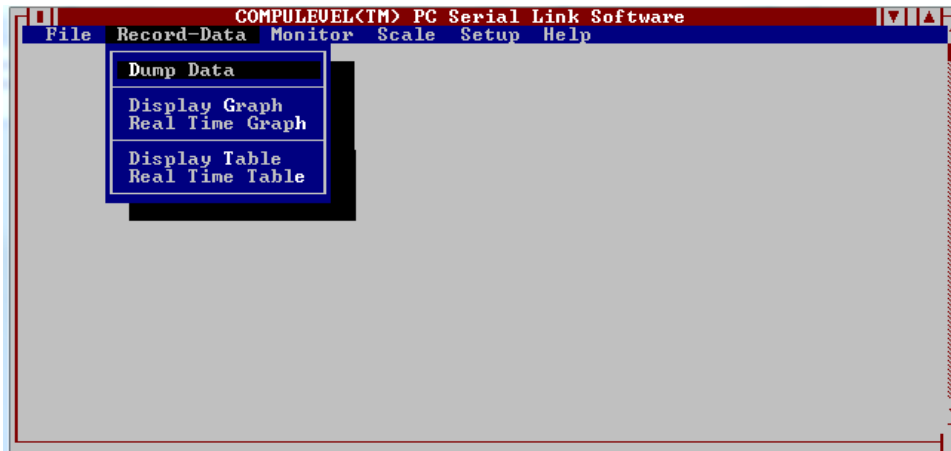 COMPULEVEL(TM) PC Serial Link Software
File Record-Data Monitor Scale Setup Help
Dump Data
Display Graph
Real Time Graph
Display Table
Real Time Table